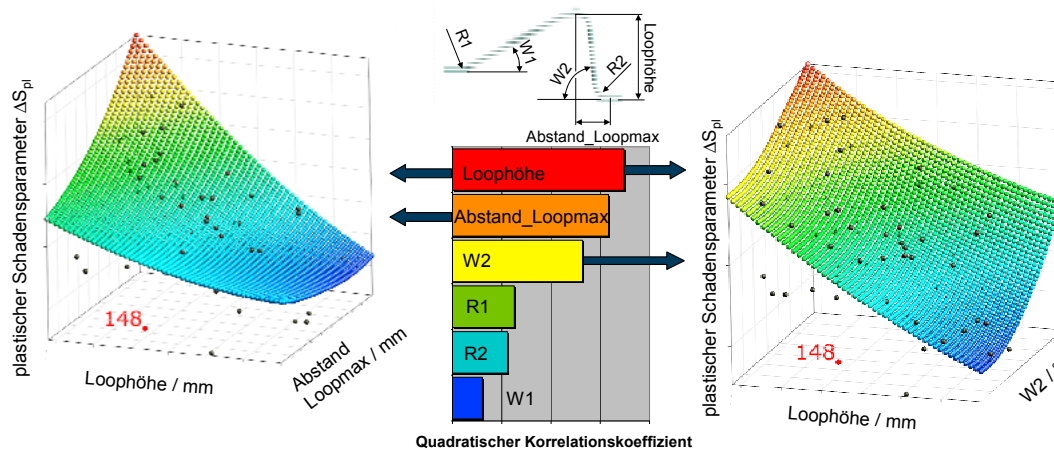 plastischer Schadensparameter ΔSpl
148
Loophöhe / mm
Abstand
Loopmax / mm
R1
W1
W2
R2
Loophöhe
Abstand_Loopmax
Loophöhe
Abstand_Loopmax
W2
R1
R2
W1
Quadratischer Korrelationskoeffizient
plastischer Schadensparameter ΔSpl
148
Loophöhe / mm
W2 /